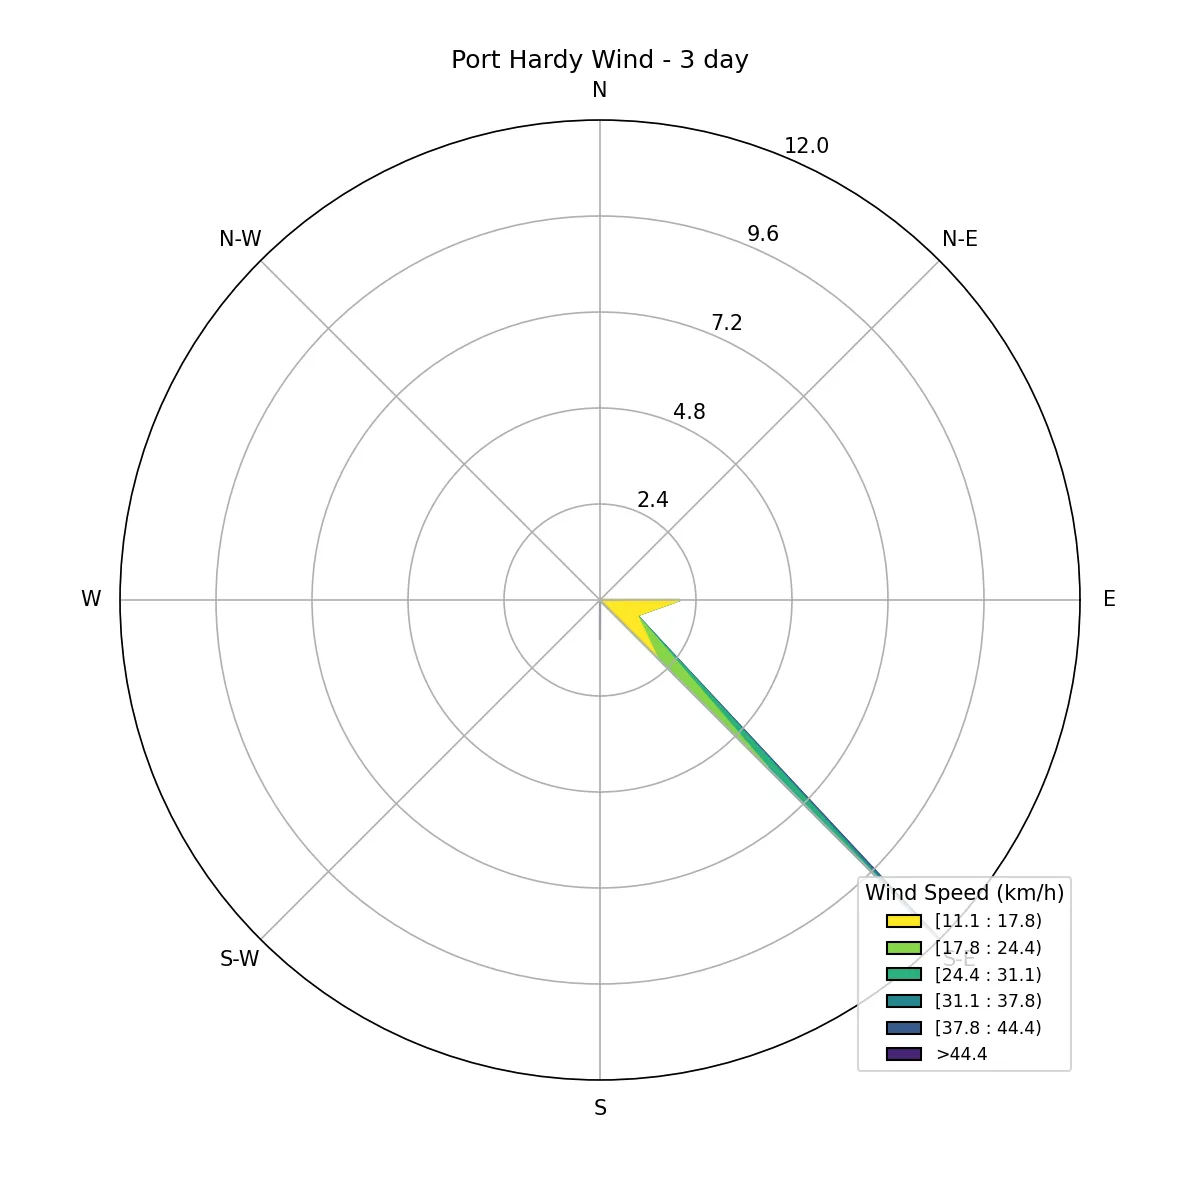 Port Hardy Wind - 3 day
N
12.0
N-W
9.6
N-E
7.2
4.8
2.4
W
E
Wind Speed (km/h)
[11.1 : 17.8)
[17.8 : 24.4)
S-W
S-E
[24.4 : 31.1)
[31.1 : 37.8)
[37.8 : 44.4)
>44.4
S